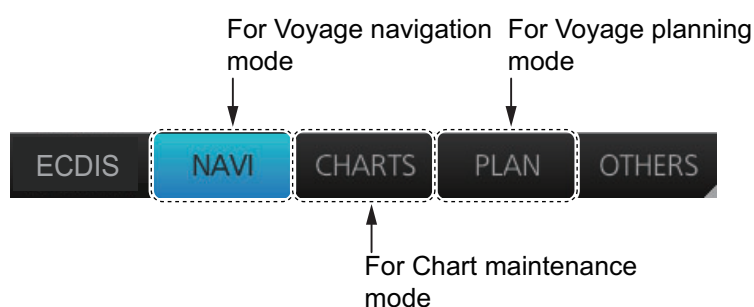 For Voyage navigation For Voyage planning
mode mode
ECDIS NAVI CHARTS PLAN OTHERS
For Chart maintenance
mode